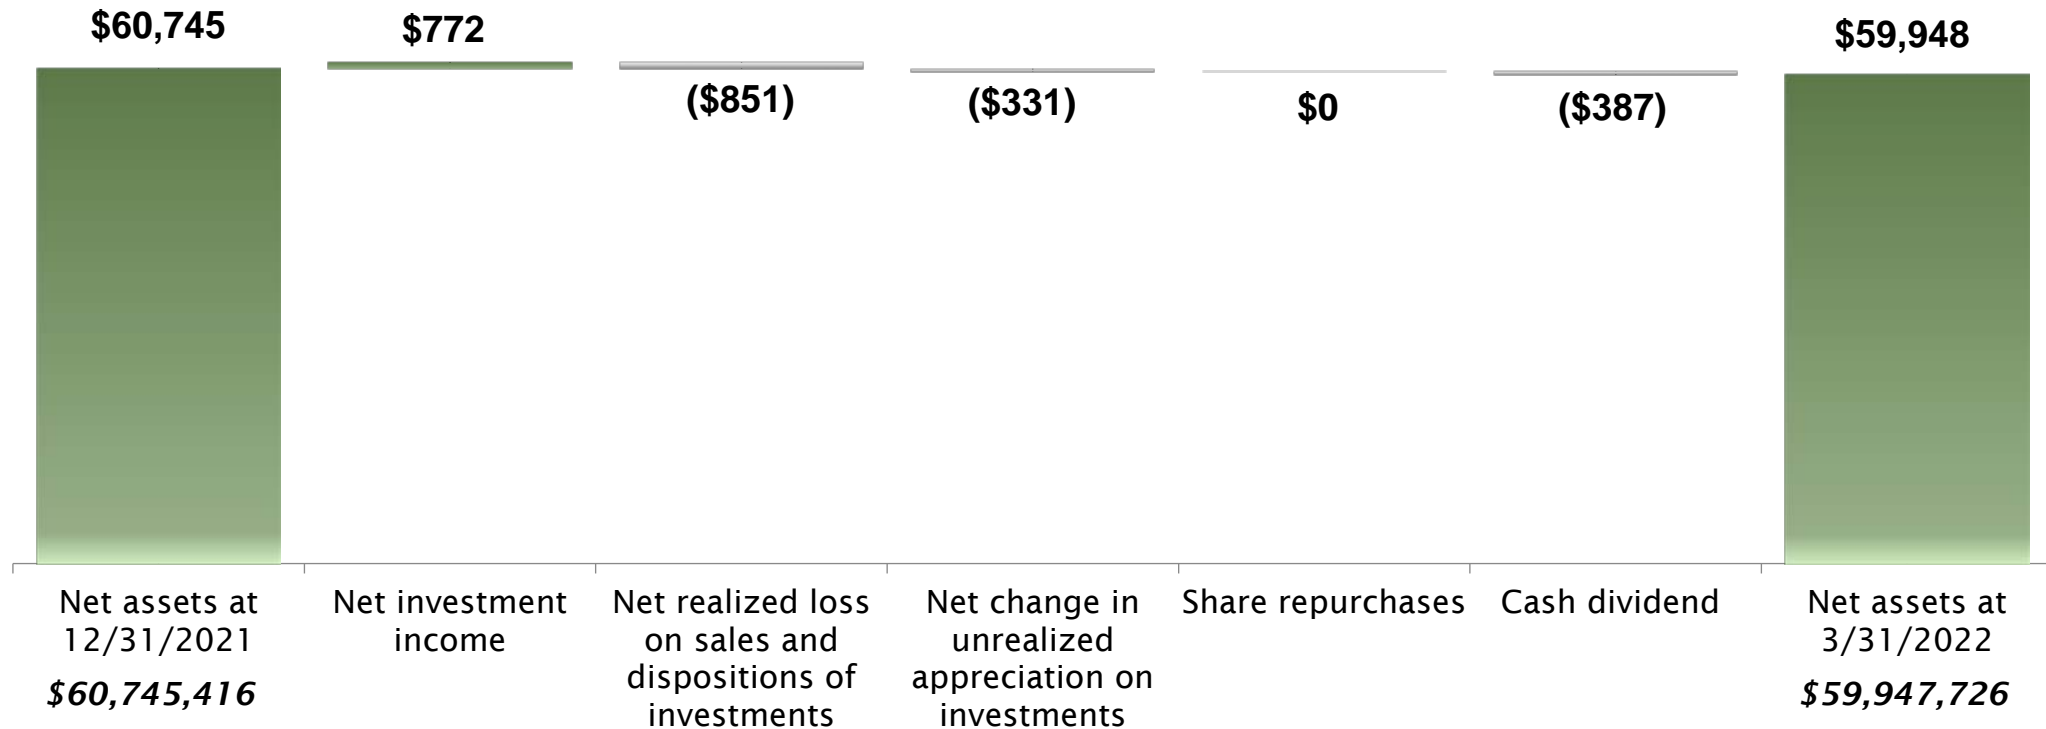 $60,745
$772
($851)
($331)
$0
($387)
$59,948
Net assets at
12/31/2021
$60,745,416
Net investment
income
Net realized loss
on sales and
dispositions of
investments
Net change in
unrealized
appreciation on
investments
Share repurchases
Cash dividend
Net assets at
3/31/2022
$59,947,726